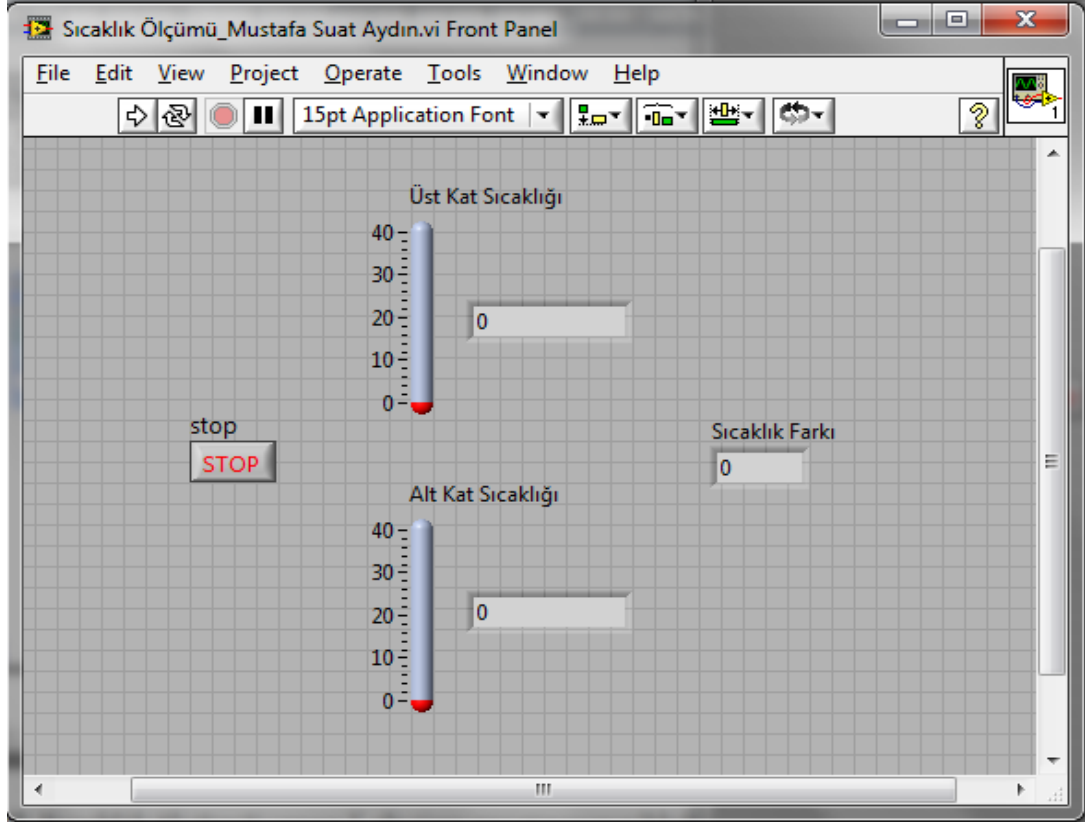 Sıcaklık Ölçümü_Mustafa Suat Aydın.vi Front Panel
File Edit View Project Operate Tools Window Help
15pt Application Font
1
Üst Kat Sıcaklığı
40
30
20
10
0
0
stop
STOP
Sıcaklık Farkı
0
Alt Kat Sıcaklığı
40
30
20
10
0
0